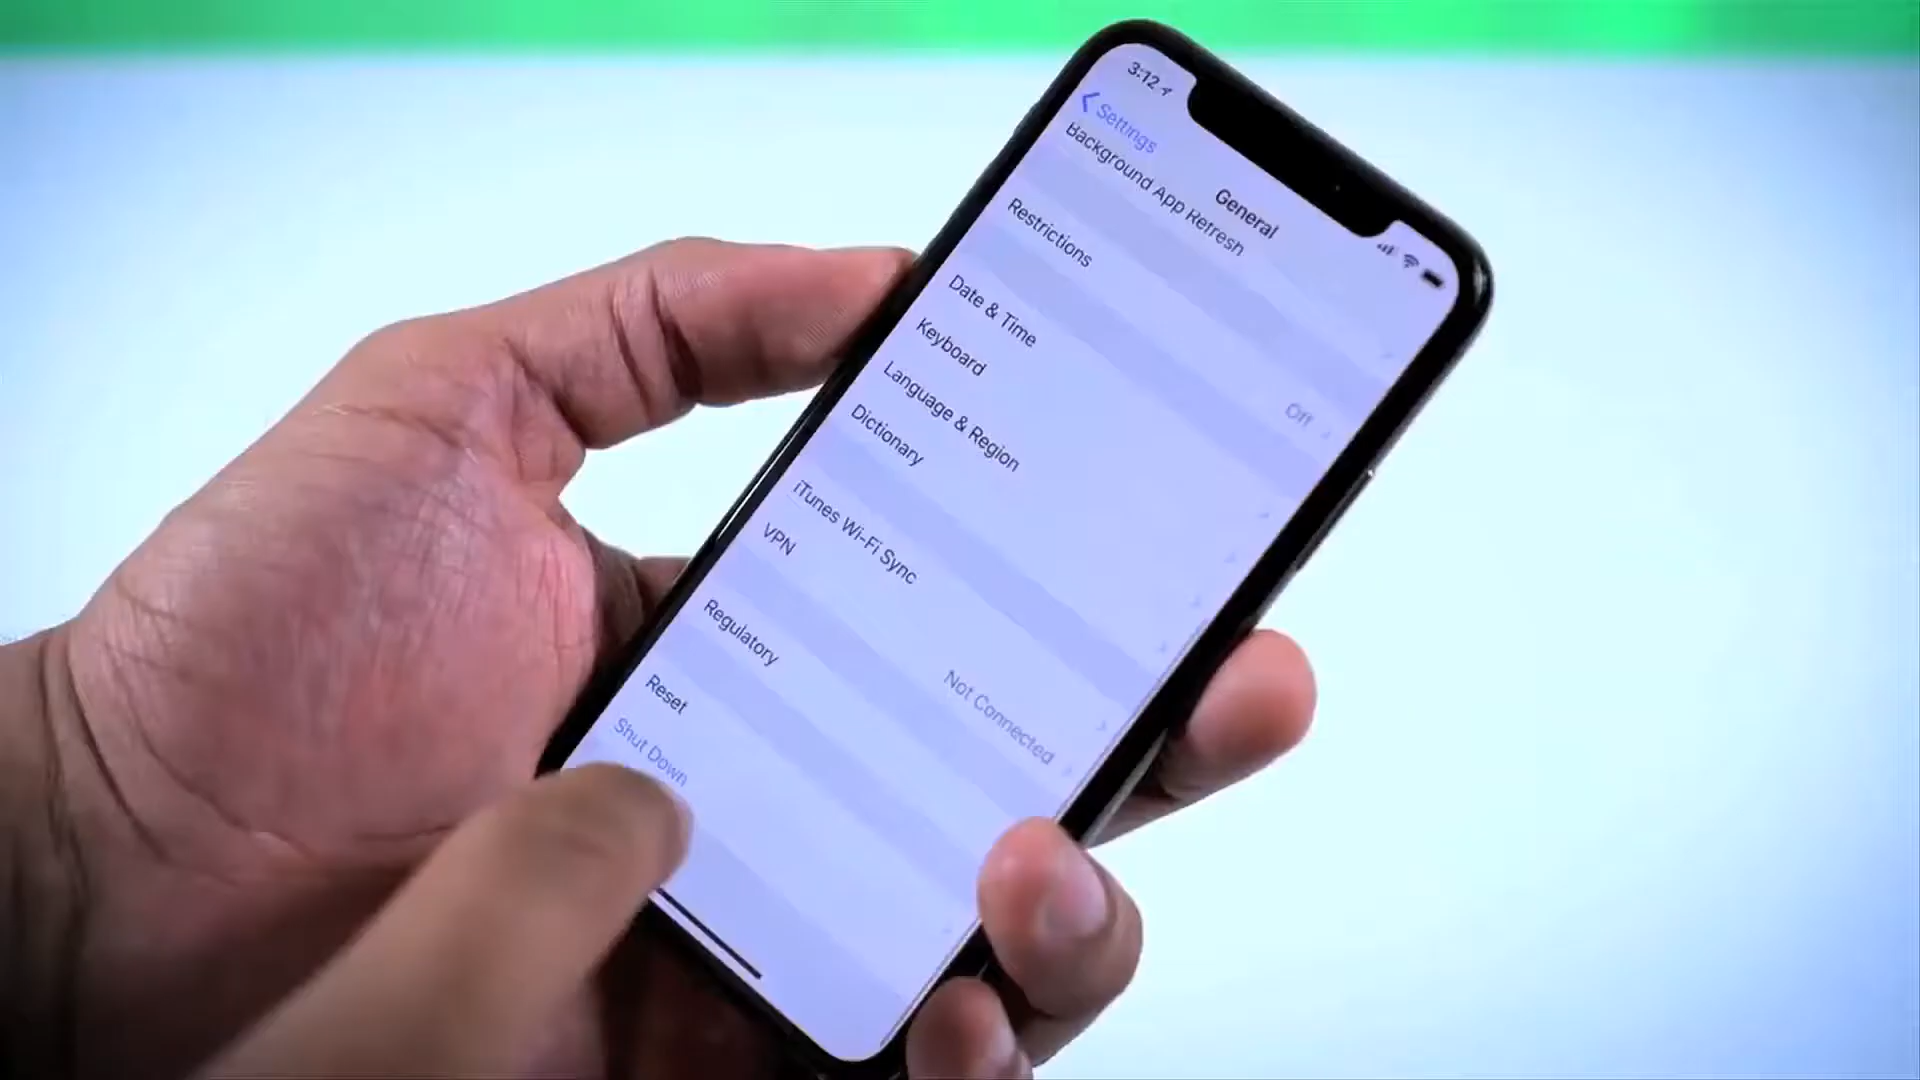 3:12
Settings
General
Background App Refresh
Restrictions
Off
Date & Time
Keyboard
Language & Region
Dictionary
iTunes Wi-Fi Sync
VPN
Not Connected
Regulatory
Reset
Shut Down